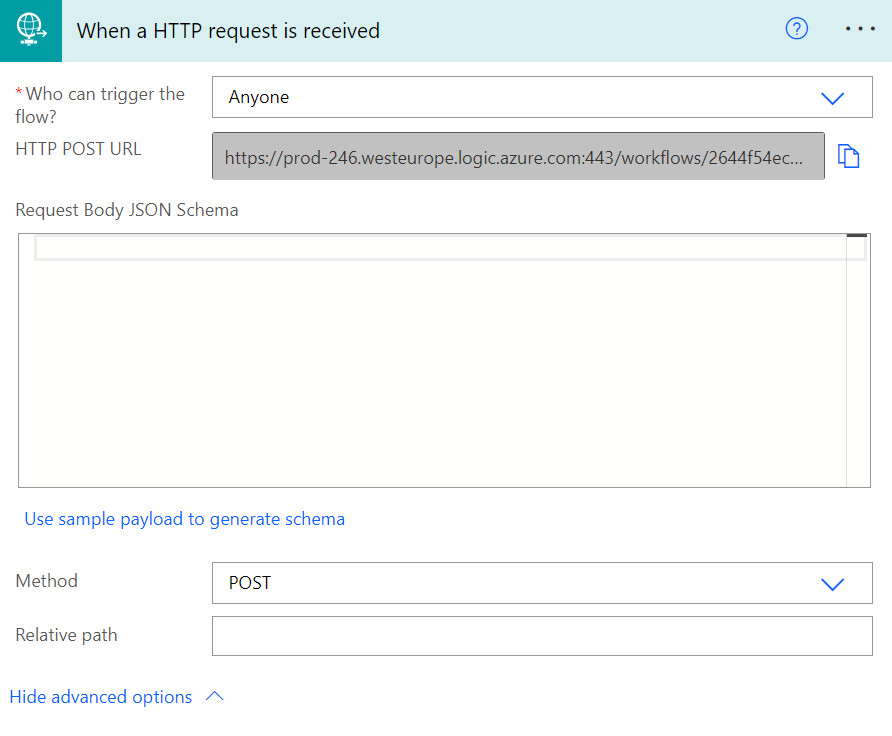 When a HTTP request is received
?
* Who can trigger the
flow?
Anyone
HTTP POST URL
https://prod-246.westeurope.logic.azure.com:443/workflows/2644f54ec...
Request Body JSON Schema
Use sample payload to generate schema
Method
POST
Relative path
Hide advanced options